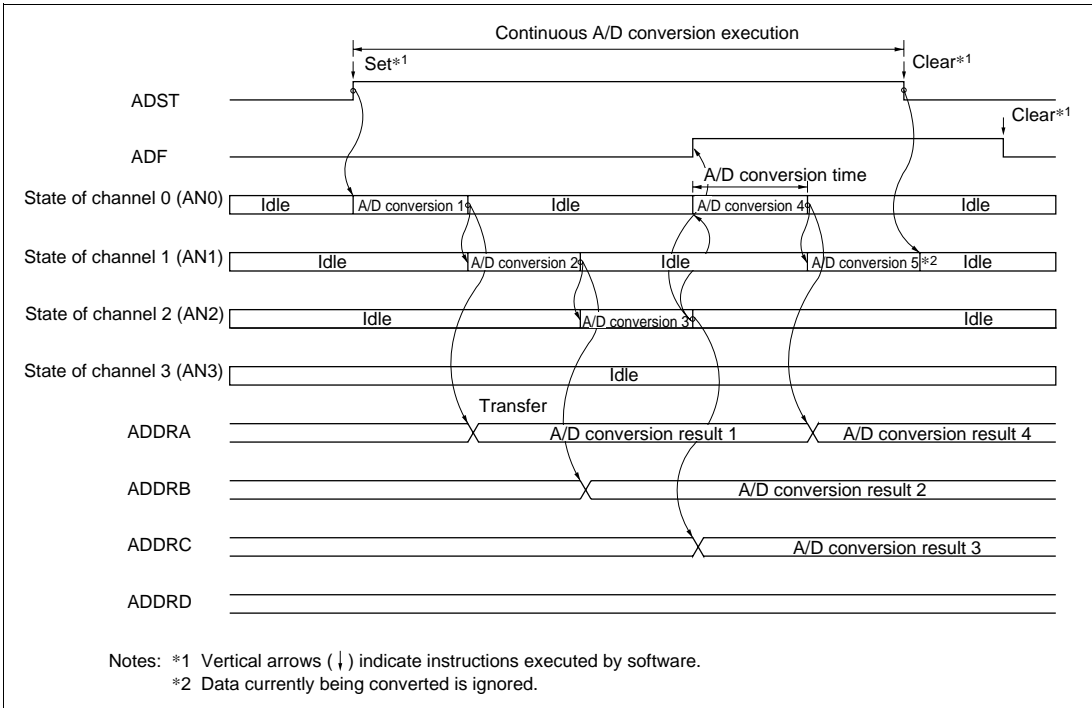 Continuous A/D conversion execution
Set*1
Clear*1
ADST
Clear*1
ADF
A/D conversion time
State of channel 0 (AN0) Idle A/D conversion 1 Idle A/D conversion 4 Idle
State of channel 1 (AN1) Idle A/D conversion 2 Idle A/D conversion 5 *2 Idle
State of channel 2 (AN2) Idle A/D conversion 3 Idle
State of channel 3 (AN3) Idle
Transfer
ADDRA A/D conversion result 1 A/D conversion result 4
ADDRB A/D conversion result 2
ADDRC A/D conversion result 3
ADDRD
Notes: *1 Vertical arrows (↓) indicate instructions executed by software.
*2 Data currently being converted is ignored.